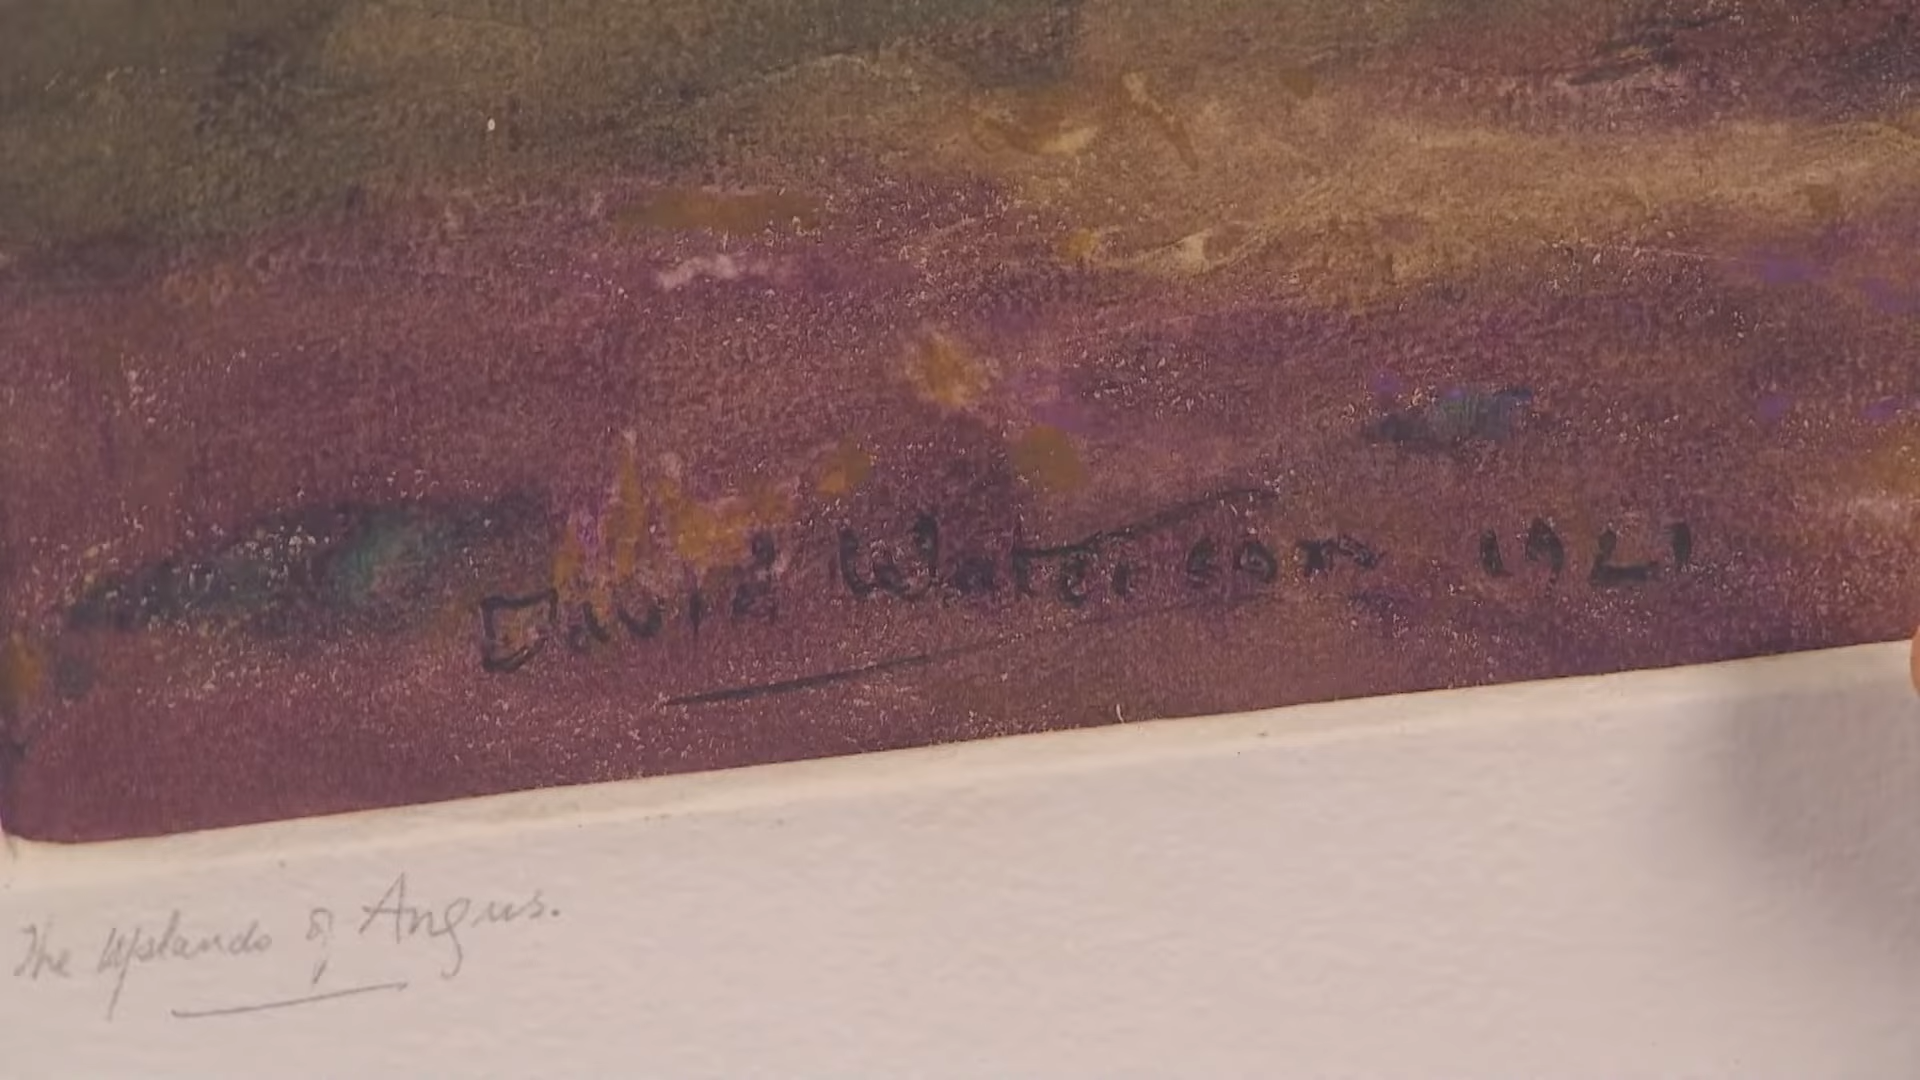 David Waterson 1921
The Uplands of Angus.